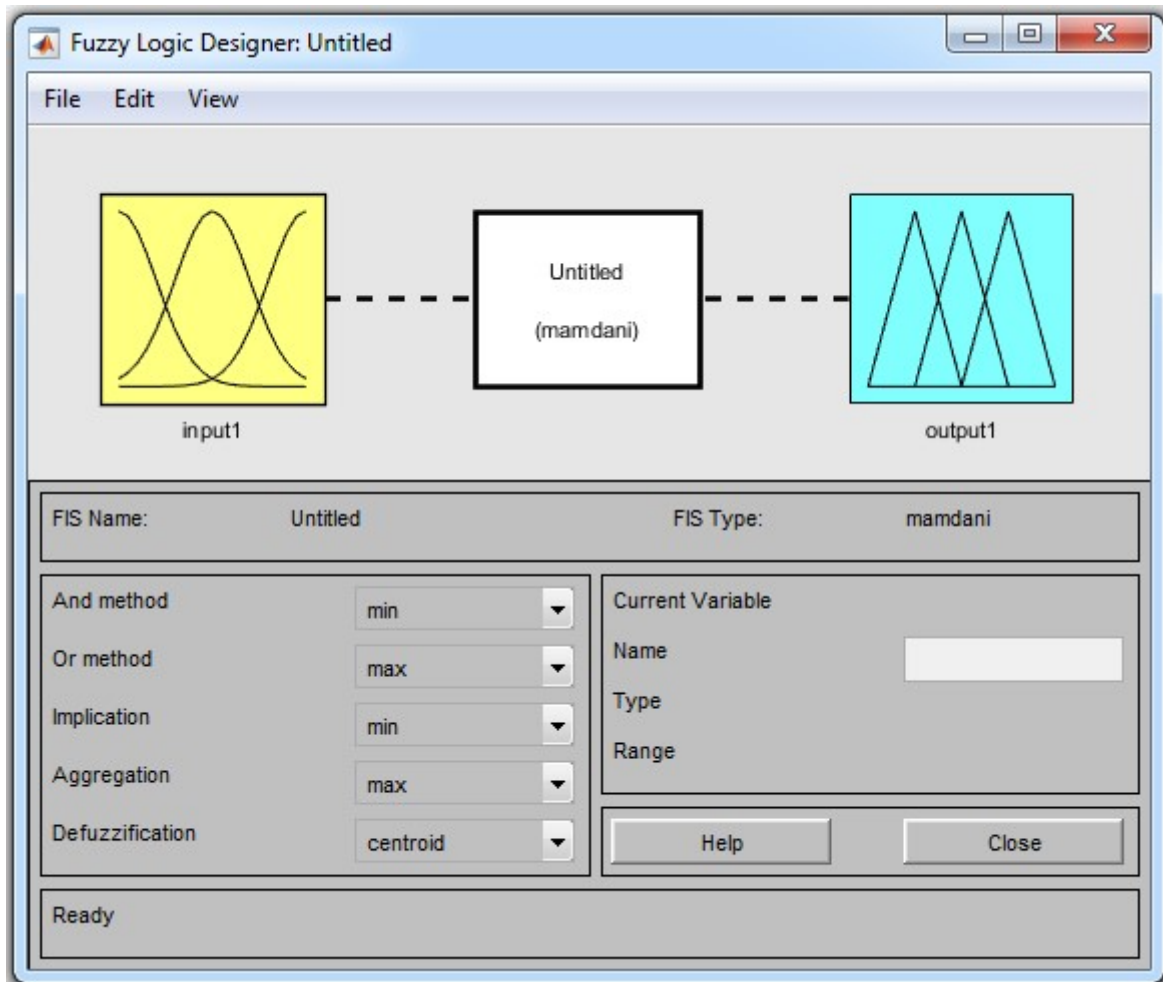 Fuzzy Logic Designer: Untitled
File Edit View
Untitled
(mamdani)
input1
output1
FIS Name: Untitled FIS Type: mamdani
And method min
Or method max
Implication min
Aggregation max
Defuzzification centroid
Current Variable
Name
Type
Range
Help Close
Ready